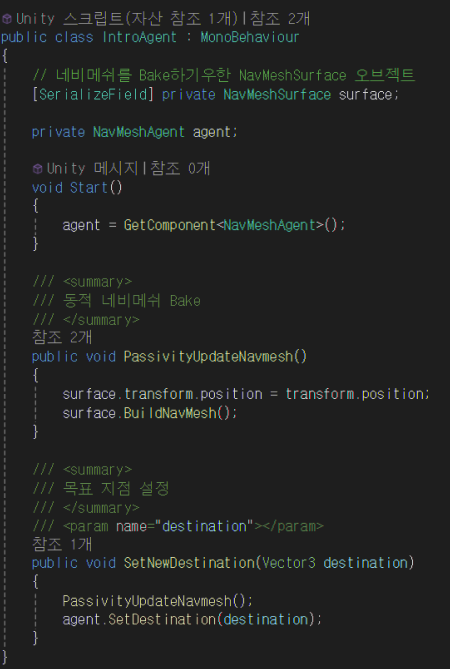 Unity 스크립트(자산 참조 1개)|참조 2개
public class IntroAgent : MonoBehaviour
{
// 네비메쉬를 Bake하기우한 NavMeshSurface 오브젝트
[SerializeField] private NavMeshSurface surface;
private NavMeshAgent agent;
Unity 메시지|참조 0개
void Start()
{
agent = GetComponent<NavMeshAgent>();
}
/// <summary>
/// 동적 네비메쉬 Bake
/// </summary>
참조 2개
public void PassivityUpdateNavmesh()
{
surface.transform.position = transform.position;
surface.BuildNavMesh();
}
/// <summary>
/// 목표 지점 설정
/// </summary>
/// <param name="destination"></param>
참조 1개
public void SetNewDestination(Vector3 destination)
{
PassivityUpdateNavmesh();
agent.SetDestination(destination);
}
}